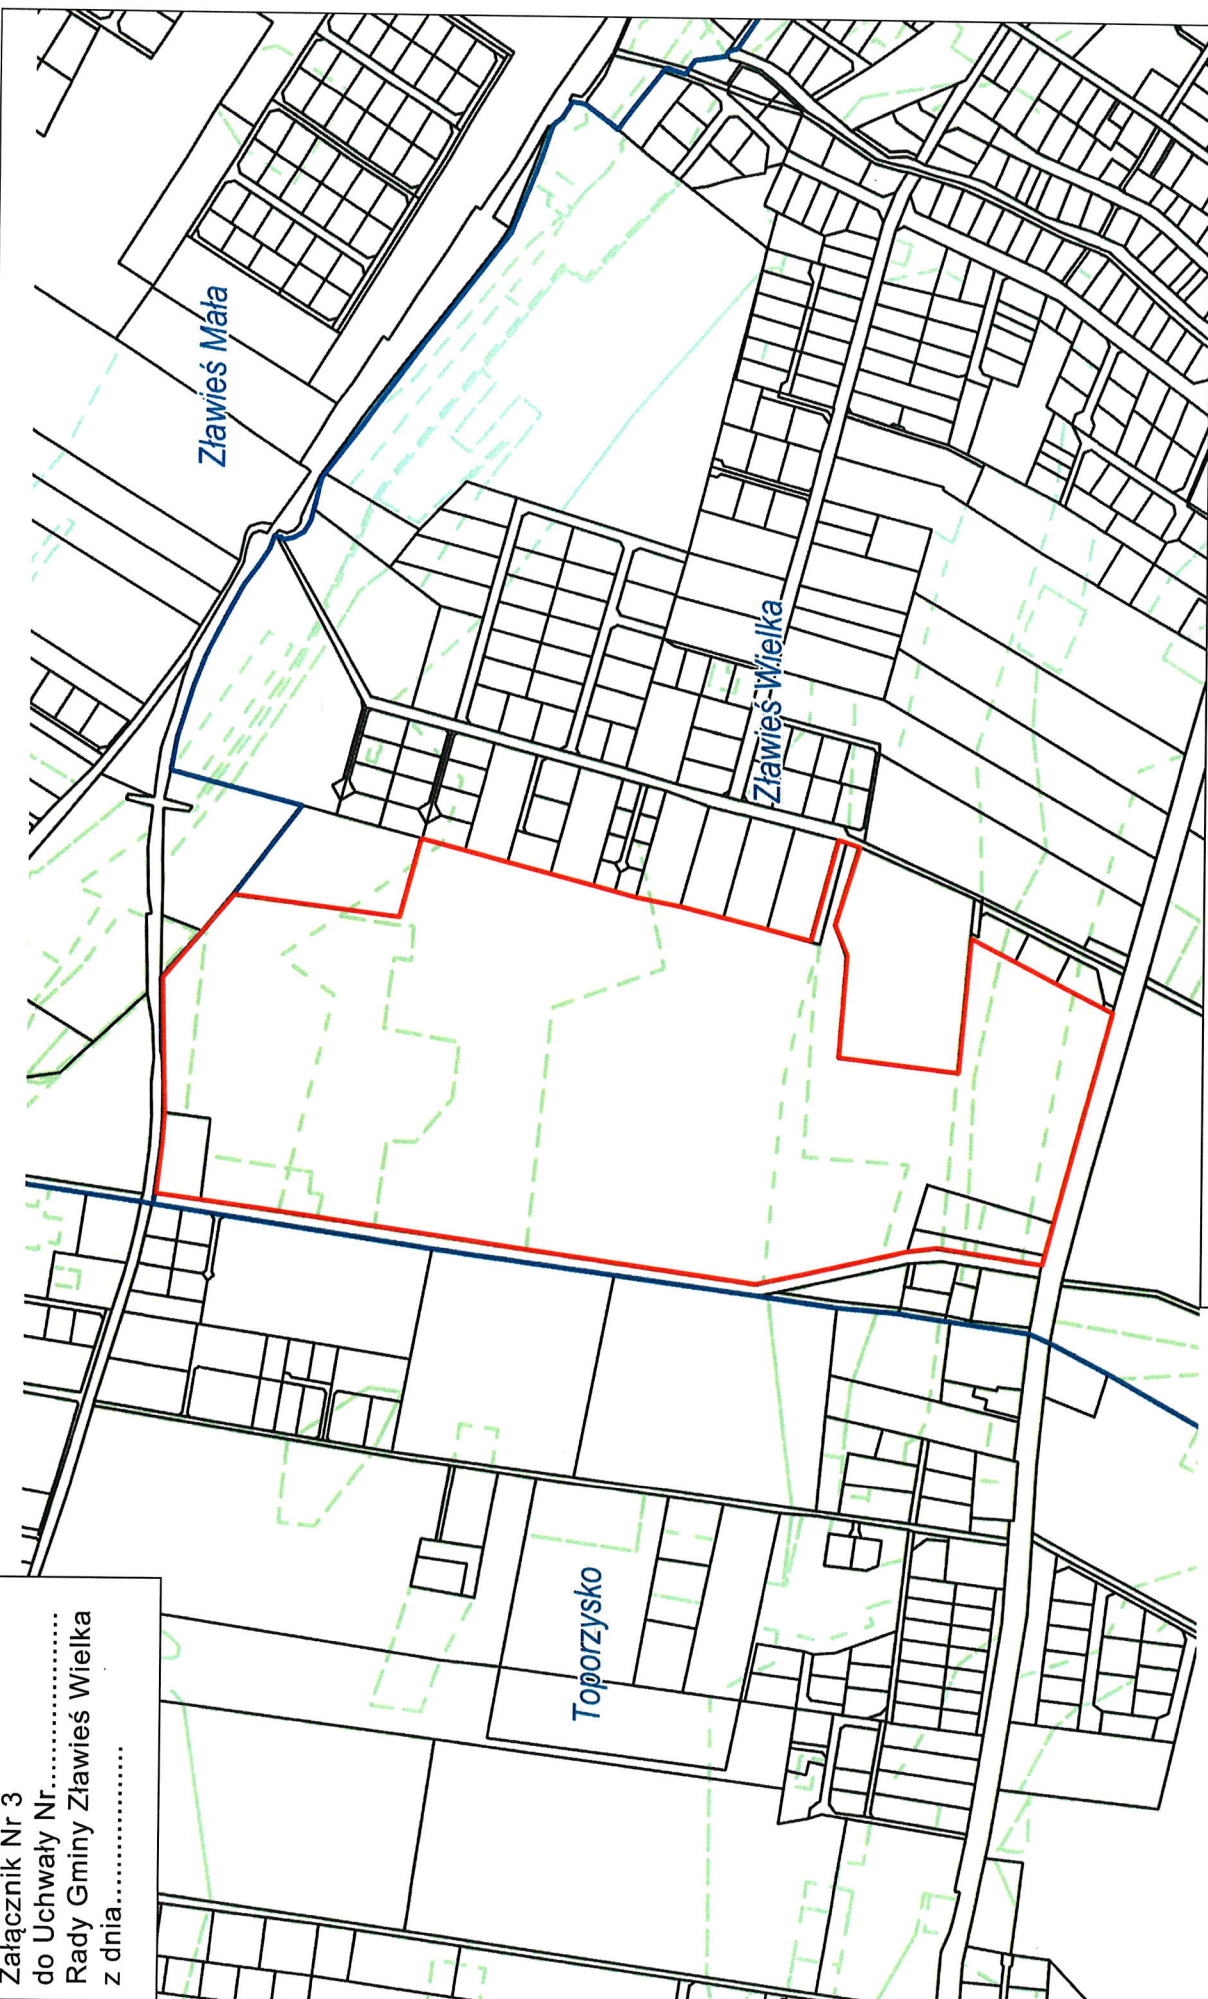 Załącznik Nr 3
do Uchwały Nr......................
Rady Gminy Zławieś Wielka
z dnia......................
Zławieś Mała
Zławieś Wielka
Toporzysko